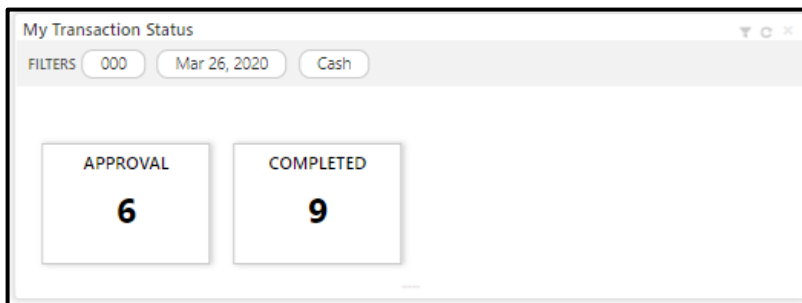 My Transaction Status
FILTERS 000 Mar 26, 2020 Cash
APPROVAL COMPLETED
6 9